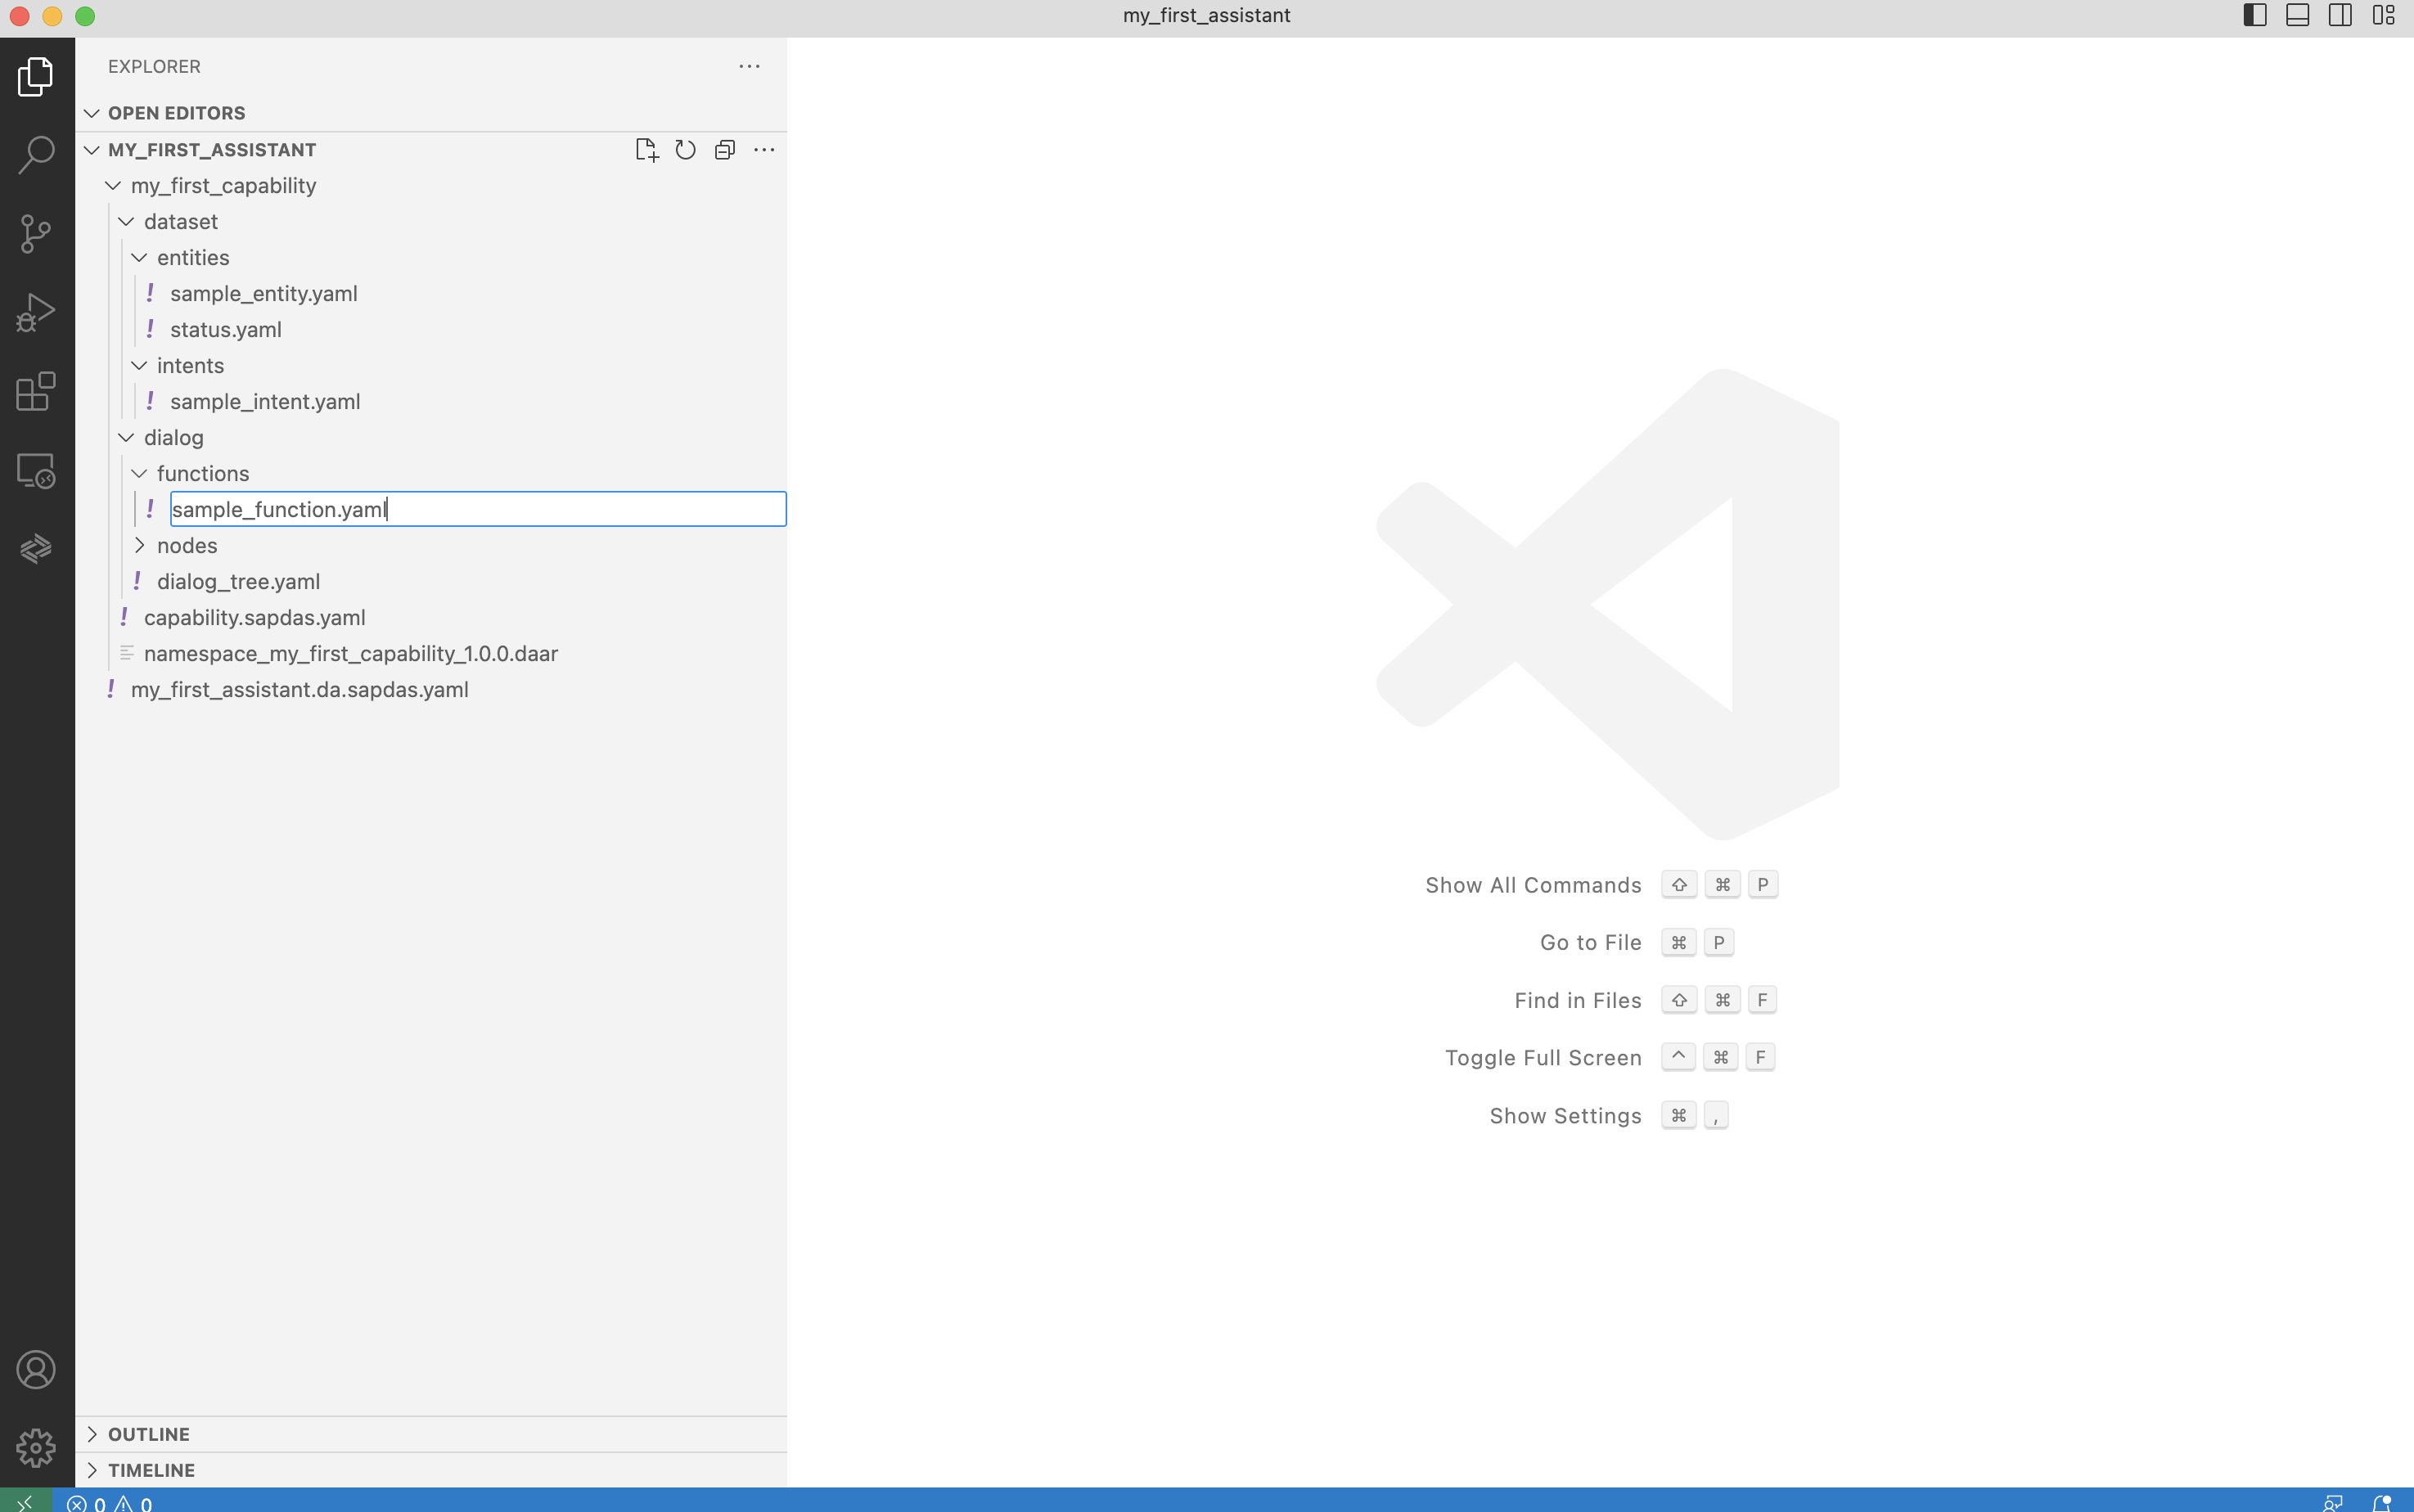 my_first_assistant
EXPLORER
OPEN EDITORS
MY_FIRST_ASSISTANT
my_first_capability
dataset
entities
! sample_entity.yaml
! status.yaml
intents
! sample_intent.yaml
dialog
functions
! sample_function.yaml
nodes
! dialog_tree.yaml
! capability.sapdas.yaml
namespace_my_first_capability_1.0.0.daar
! my_first_assistant.da.sapdas.yaml
OUTLINE
TIMELINE
0 0
Show All Commands ⇧ ⌘ P
Go to File ⌘ P
Find in Files ⇧ ⌘ F
Toggle Full Screen ^ ⌘ F
Show Settings ⌘ ,